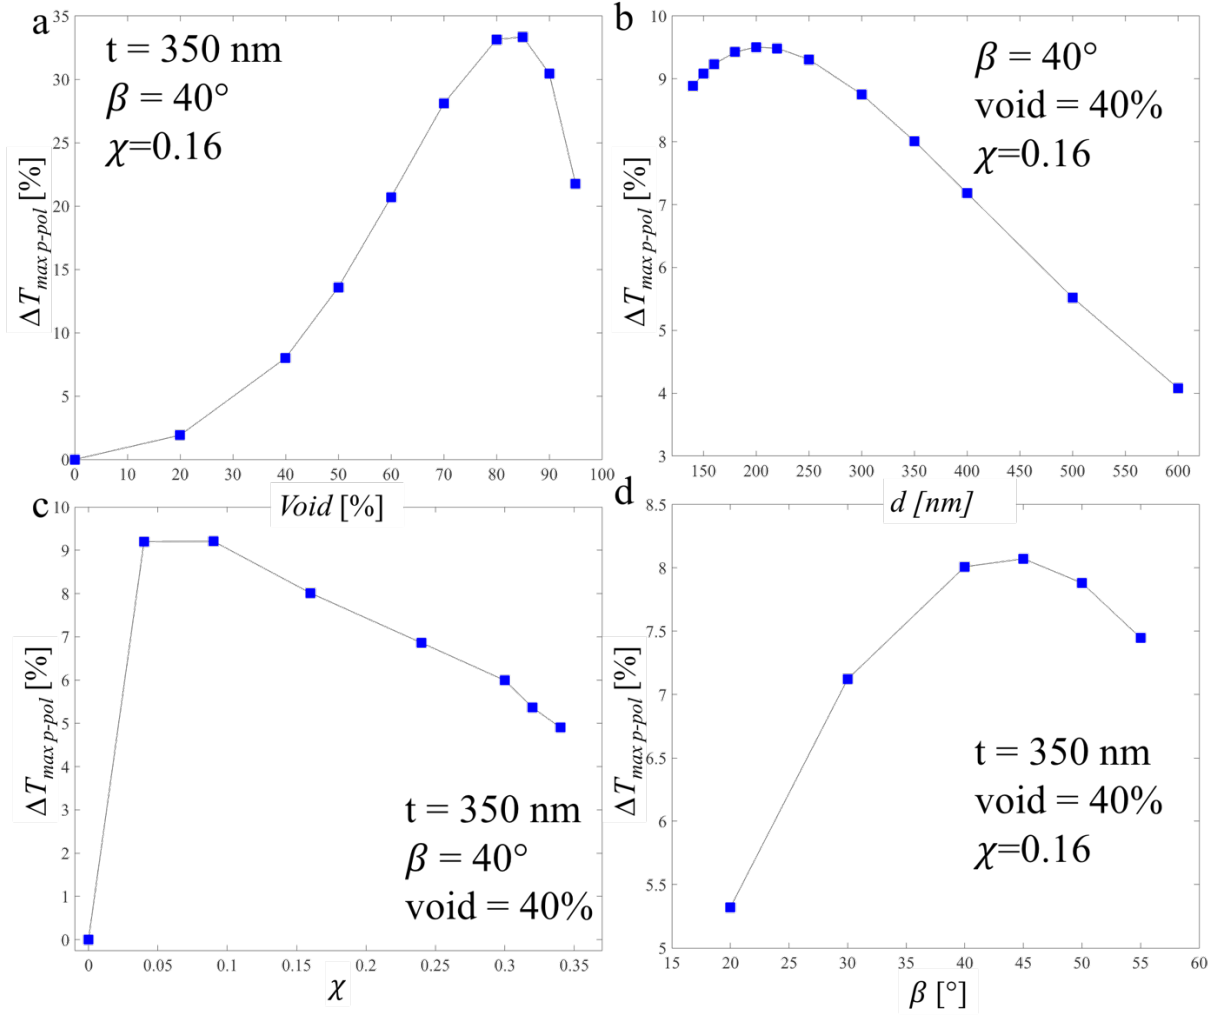 a
t = 350 nm
β = 40°
χ=0.16
ΔT max p-pol [%]
35
30
25
20
15
10
5
0
0 10 20 30 40 50 60 70 80 90 100
Void [%]
b
β = 40°
void = 40%
χ=0.16
ΔT max p-pol [%]
10
9
8
7
6
5
4
3
150 200 250 300 350 400 450 500 550 600
d [nm]
c
t = 350 nm
β = 40°
void = 40%
ΔT max p-pol [%]
10
9
8
7
6
5
4
3
2
1
0
0 0.05 0.1 0.15 0.2 0.25 0.3 0.35
χ
d
t = 350 nm
void = 40%
χ=0.16
ΔT max p-pol [%]
8.5
8
7.5
7
6.5
6
5.5
5
15 20 25 30 35 40 45 50 55 60
β [°]